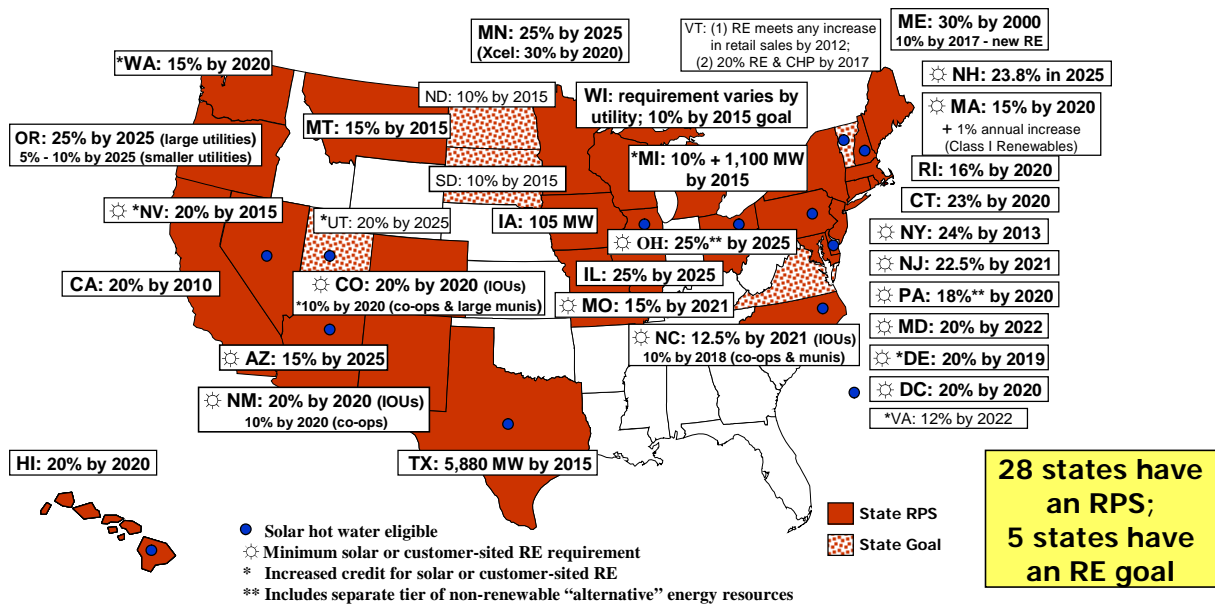 MN: 25% by 2025
(Xcel: 30% by 2020)
VT: (1) RE meets any increase
in retail sales by 2012;
(2) 20% RE & CHP by 2017
ME: 30% by 2000
10% by 2017 - new RE
*WA: 15% by 2020
☼ NH: 23.8% in 2025
ND: 10% by 2015
WI: requirement varies by
utility; 10% by 2015 goal
☼ MA: 15% by 2020
+ 1% annual increase
(Class I Renewables)
OR: 25% by 2025 (large utilities)
5% - 10% by 2025 (smaller utilities)
MT: 15% by 2015
*MI: 10% + 1,100 MW
by 2015
RI: 16% by 2020
SD: 10% by 2015
CT: 23% by 2020
☼ *NV: 20% by 2015
*UT: 20% by 2025
IA: 105 MW
☼ NY: 24% by 2013
☼ OH: 25%** by 2025
☼ NJ: 22.5% by 2021
CA: 20% by 2010
☼ CO: 20% by 2020 (IOUs)
*10% by 2020 (co-ops & large munis)
IL: 25% by 2025
☼ PA: 18%** by 2020
☼ MO: 15% by 2021
☼ MD: 20% by 2022
☼ NC: 12.5% by 2021 (IOUs)
10% by 2018 (co-ops & munis)
☼ AZ: 15% by 2025
☼ *DE: 20% by 2019
☼ DC: 20% by 2020
☼ NM: 20% by 2020 (IOUs)
10% by 2020 (co-ops)
*VA: 12% by 2022
HI: 20% by 2020
TX: 5,880 MW by 2015
28 states have
an RPS;
5 states have
an RE goal
State RPS
State Goal
Solar hot water eligible
☼ Minimum solar or customer-sited RE requirement
* Increased credit for solar or customer-sited RE
** Includes separate tier of non-renewable “alternative” energy resources